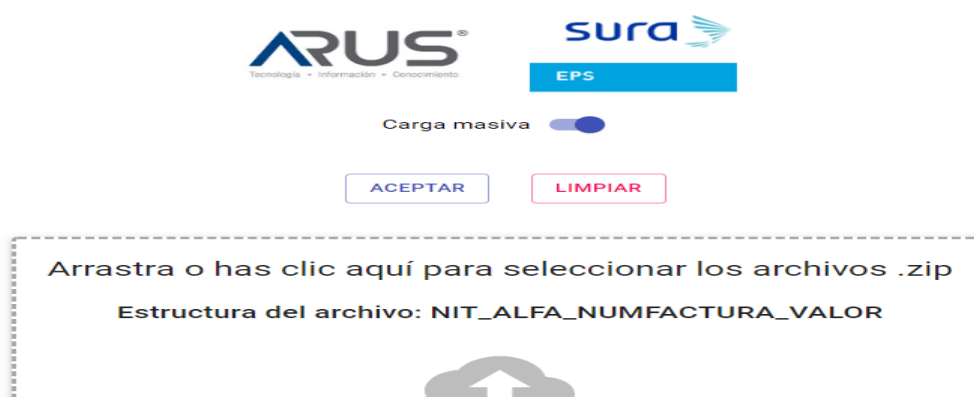 ARUS®
Tecnología • Información • Conocimiento
sura
EPS
Carga masiva
ACEPTAR
LIMPIAR
Arrastra o has clic aquí para seleccionar los archivos .zip
Estructura del archivo: NIT_ALFA_NUMFACTURA_VALOR